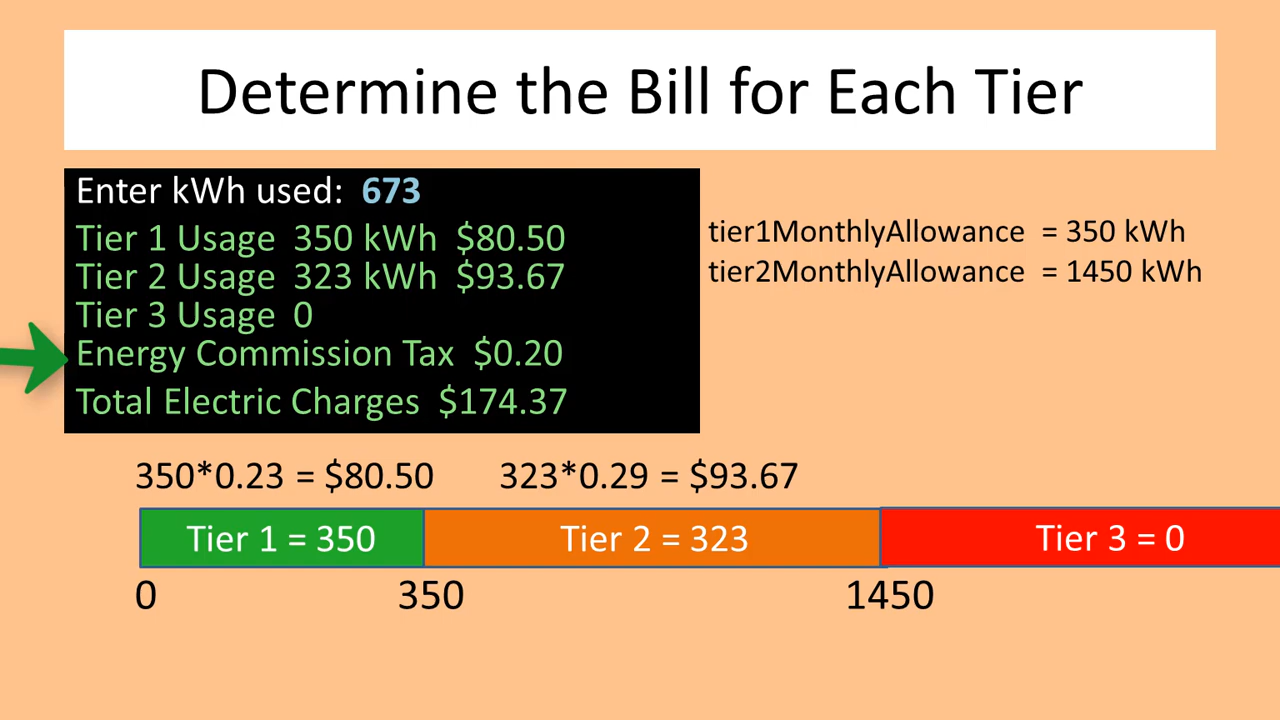 Determine the Bill for Each Tier
Enter kWh used: 673
Tier 1 Usage 350 kWh $80.50
Tier 2 Usage 323 kWh $93.67
Tier 3 Usage 0
Energy Commission Tax $0.20
Total Electric Charges $174.37
tier1MonthlyAllowance = 350 kWh
tier2MonthlyAllowance = 1450 kWh
350*0.23 = $80.50 323*0.29 = $93.67
Tier 1 = 350 Tier 2 = 323 Tier 3 = 0
0 350 1450